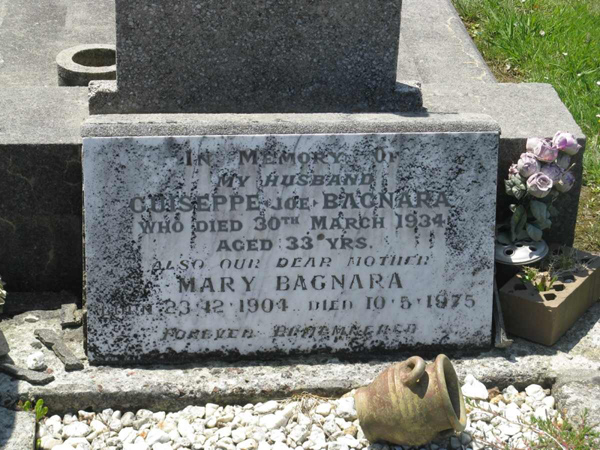 In Memory Of
MY HUSBAND
GUISEPPE JOE BAGNARA
WHO DIED 30TH MARCH 1934
AGED 33 YRS.
ALSO OUR DEAR MOTHER
MARY BAGNARA
BORN 23·12·1904 DIED 10·5·1975
FOREVER REMEMBERED